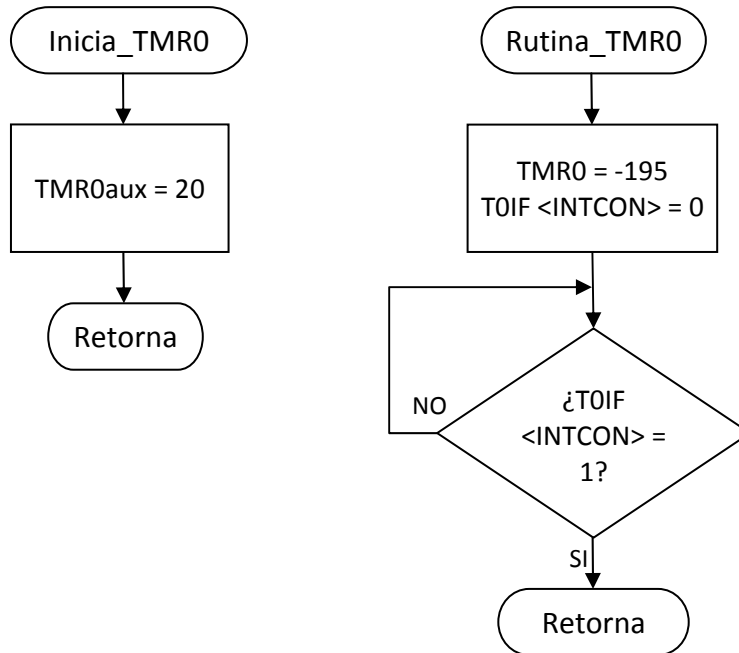 Inicia_TMR0
TMR0aux = 20
Retorna
Rutina_TMR0
TMR0 = -195
T0IF <INTCON> = 0
¿T0IF
<INTCON> =
1?
NO
SI
Retorna